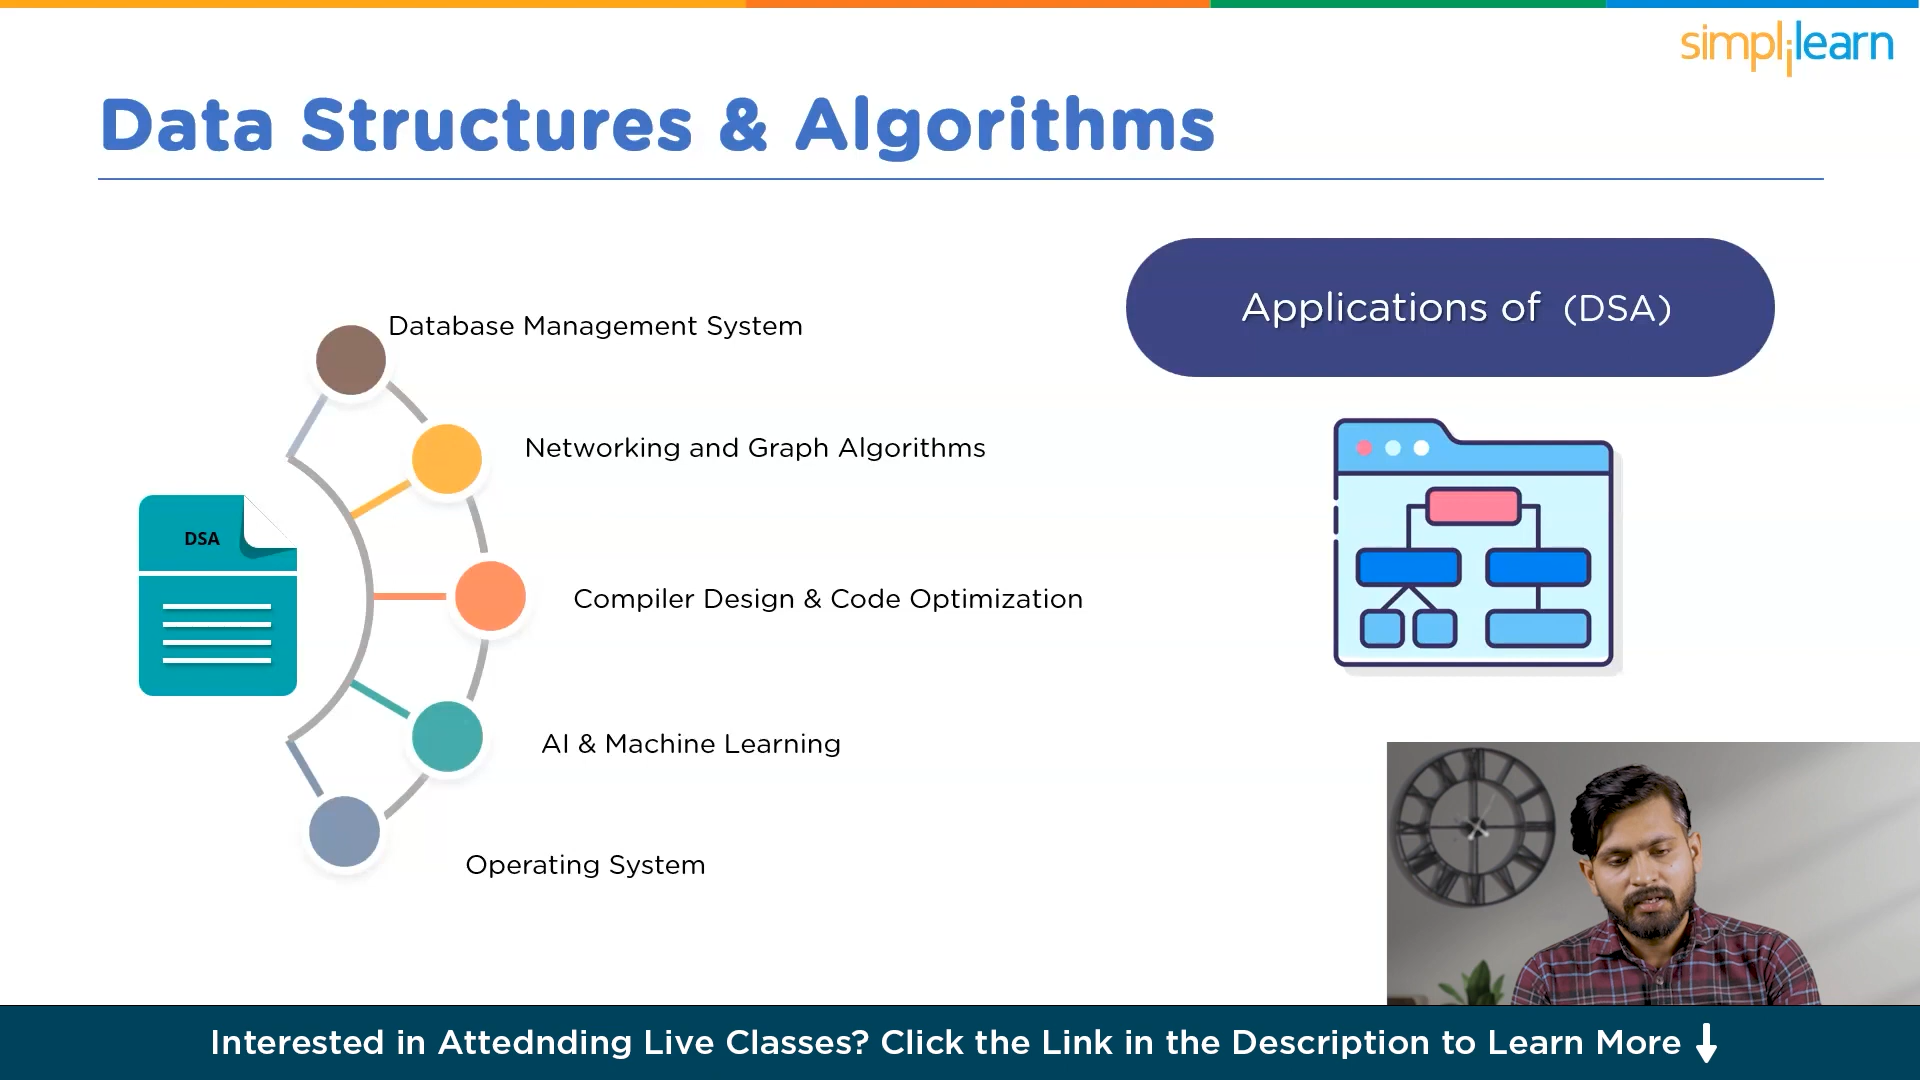 simplilearn
Data Structures & Algorithms
Applications of (DSA)
Database Management System
Networking and Graph Algorithms
DSA
Compiler Design & Code Optimization
AI & Machine Learning
Operating System
Interested in Attednding Live Classes? Click the Link in the Description to Learn More